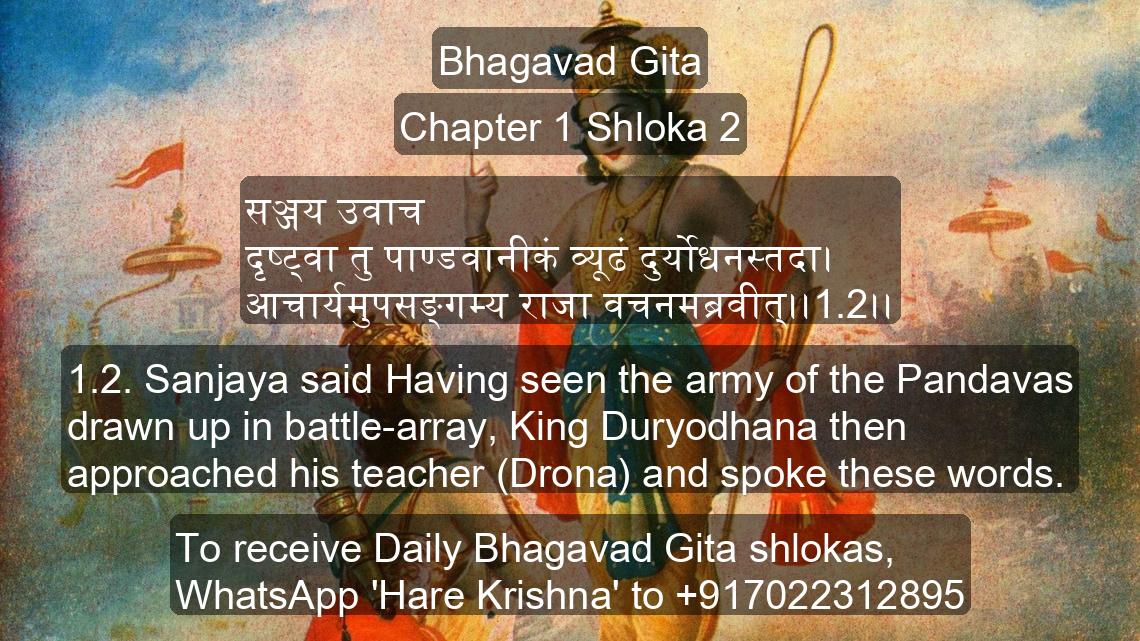 Bhagavad Gita
Chapter 1 Shloka 2
सञ्जय उवाच
दृष्ट्वा तु पाण्डवानीकं व्यूढं दुर्योधनस्तदा।
आचार्यमुपसङ्गम्य राजा वचनमब्रवीत्।।1.2।।
1.2. Sanjaya said Having seen the army of the Pandavas
drawn up in battle-array, King Duryodhana then
approached his teacher (Drona) and spoke these words.
To receive Daily Bhagavad Gita shlokas,
WhatsApp 'Hare Krishna' to +917022312895